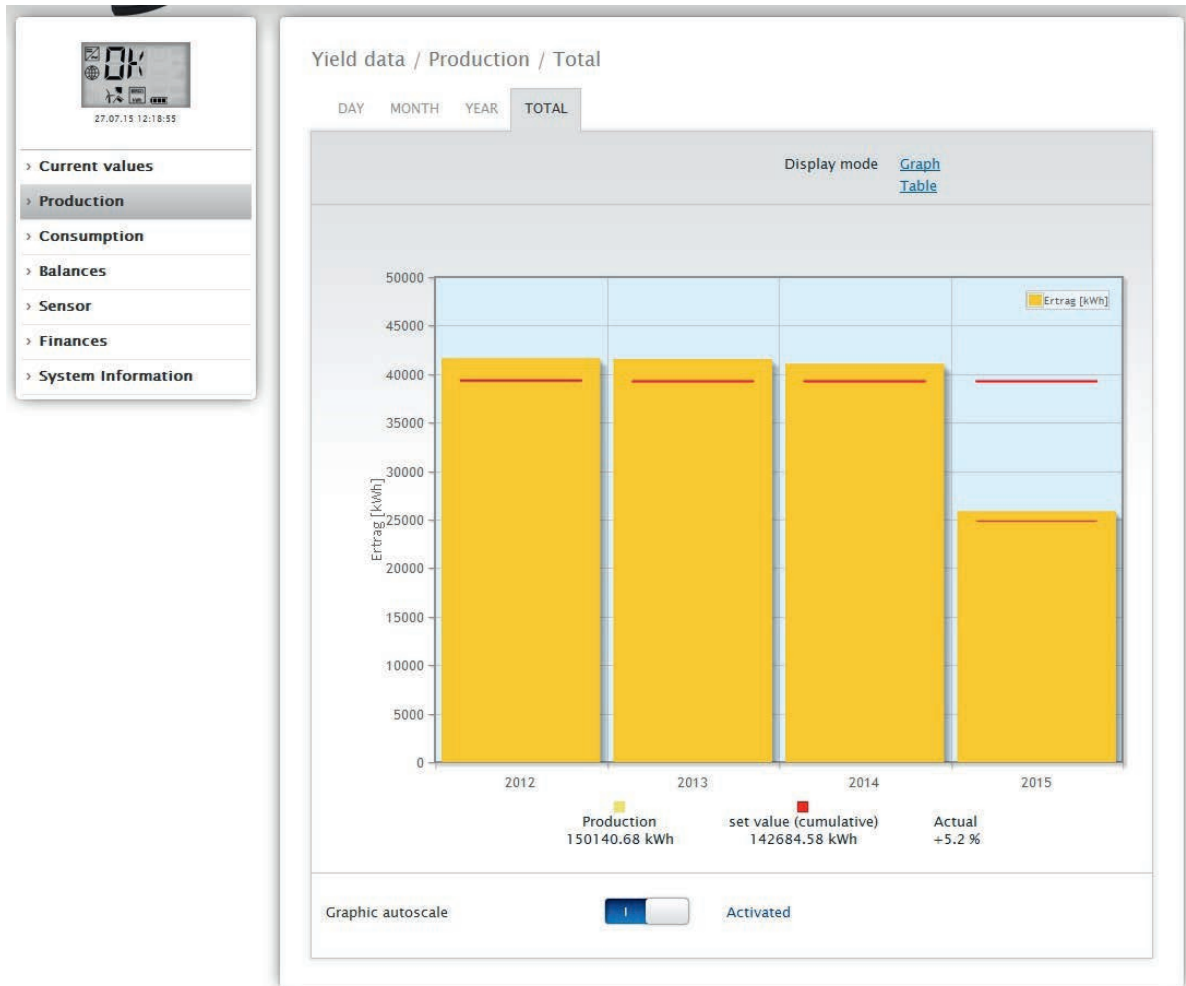 OK
27.07.15 12:18:55
› Current values
› Production
› Consumption
› Balances
› Sensor
› Finances
› System Information
Yield data / Production / Total
DAY MONTH YEAR TOTAL
Display mode Graph
Table
Ertrag [kWh]
50000
45000
40000
35000
30000
25000
20000
15000
10000
5000
0
Ertrag [kWh]
2012 2013 2014 2015
Production set value (cumulative) Actual
150140.68 kWh 142684.58 kWh +5.2 %
Graphic autoscale I Activated